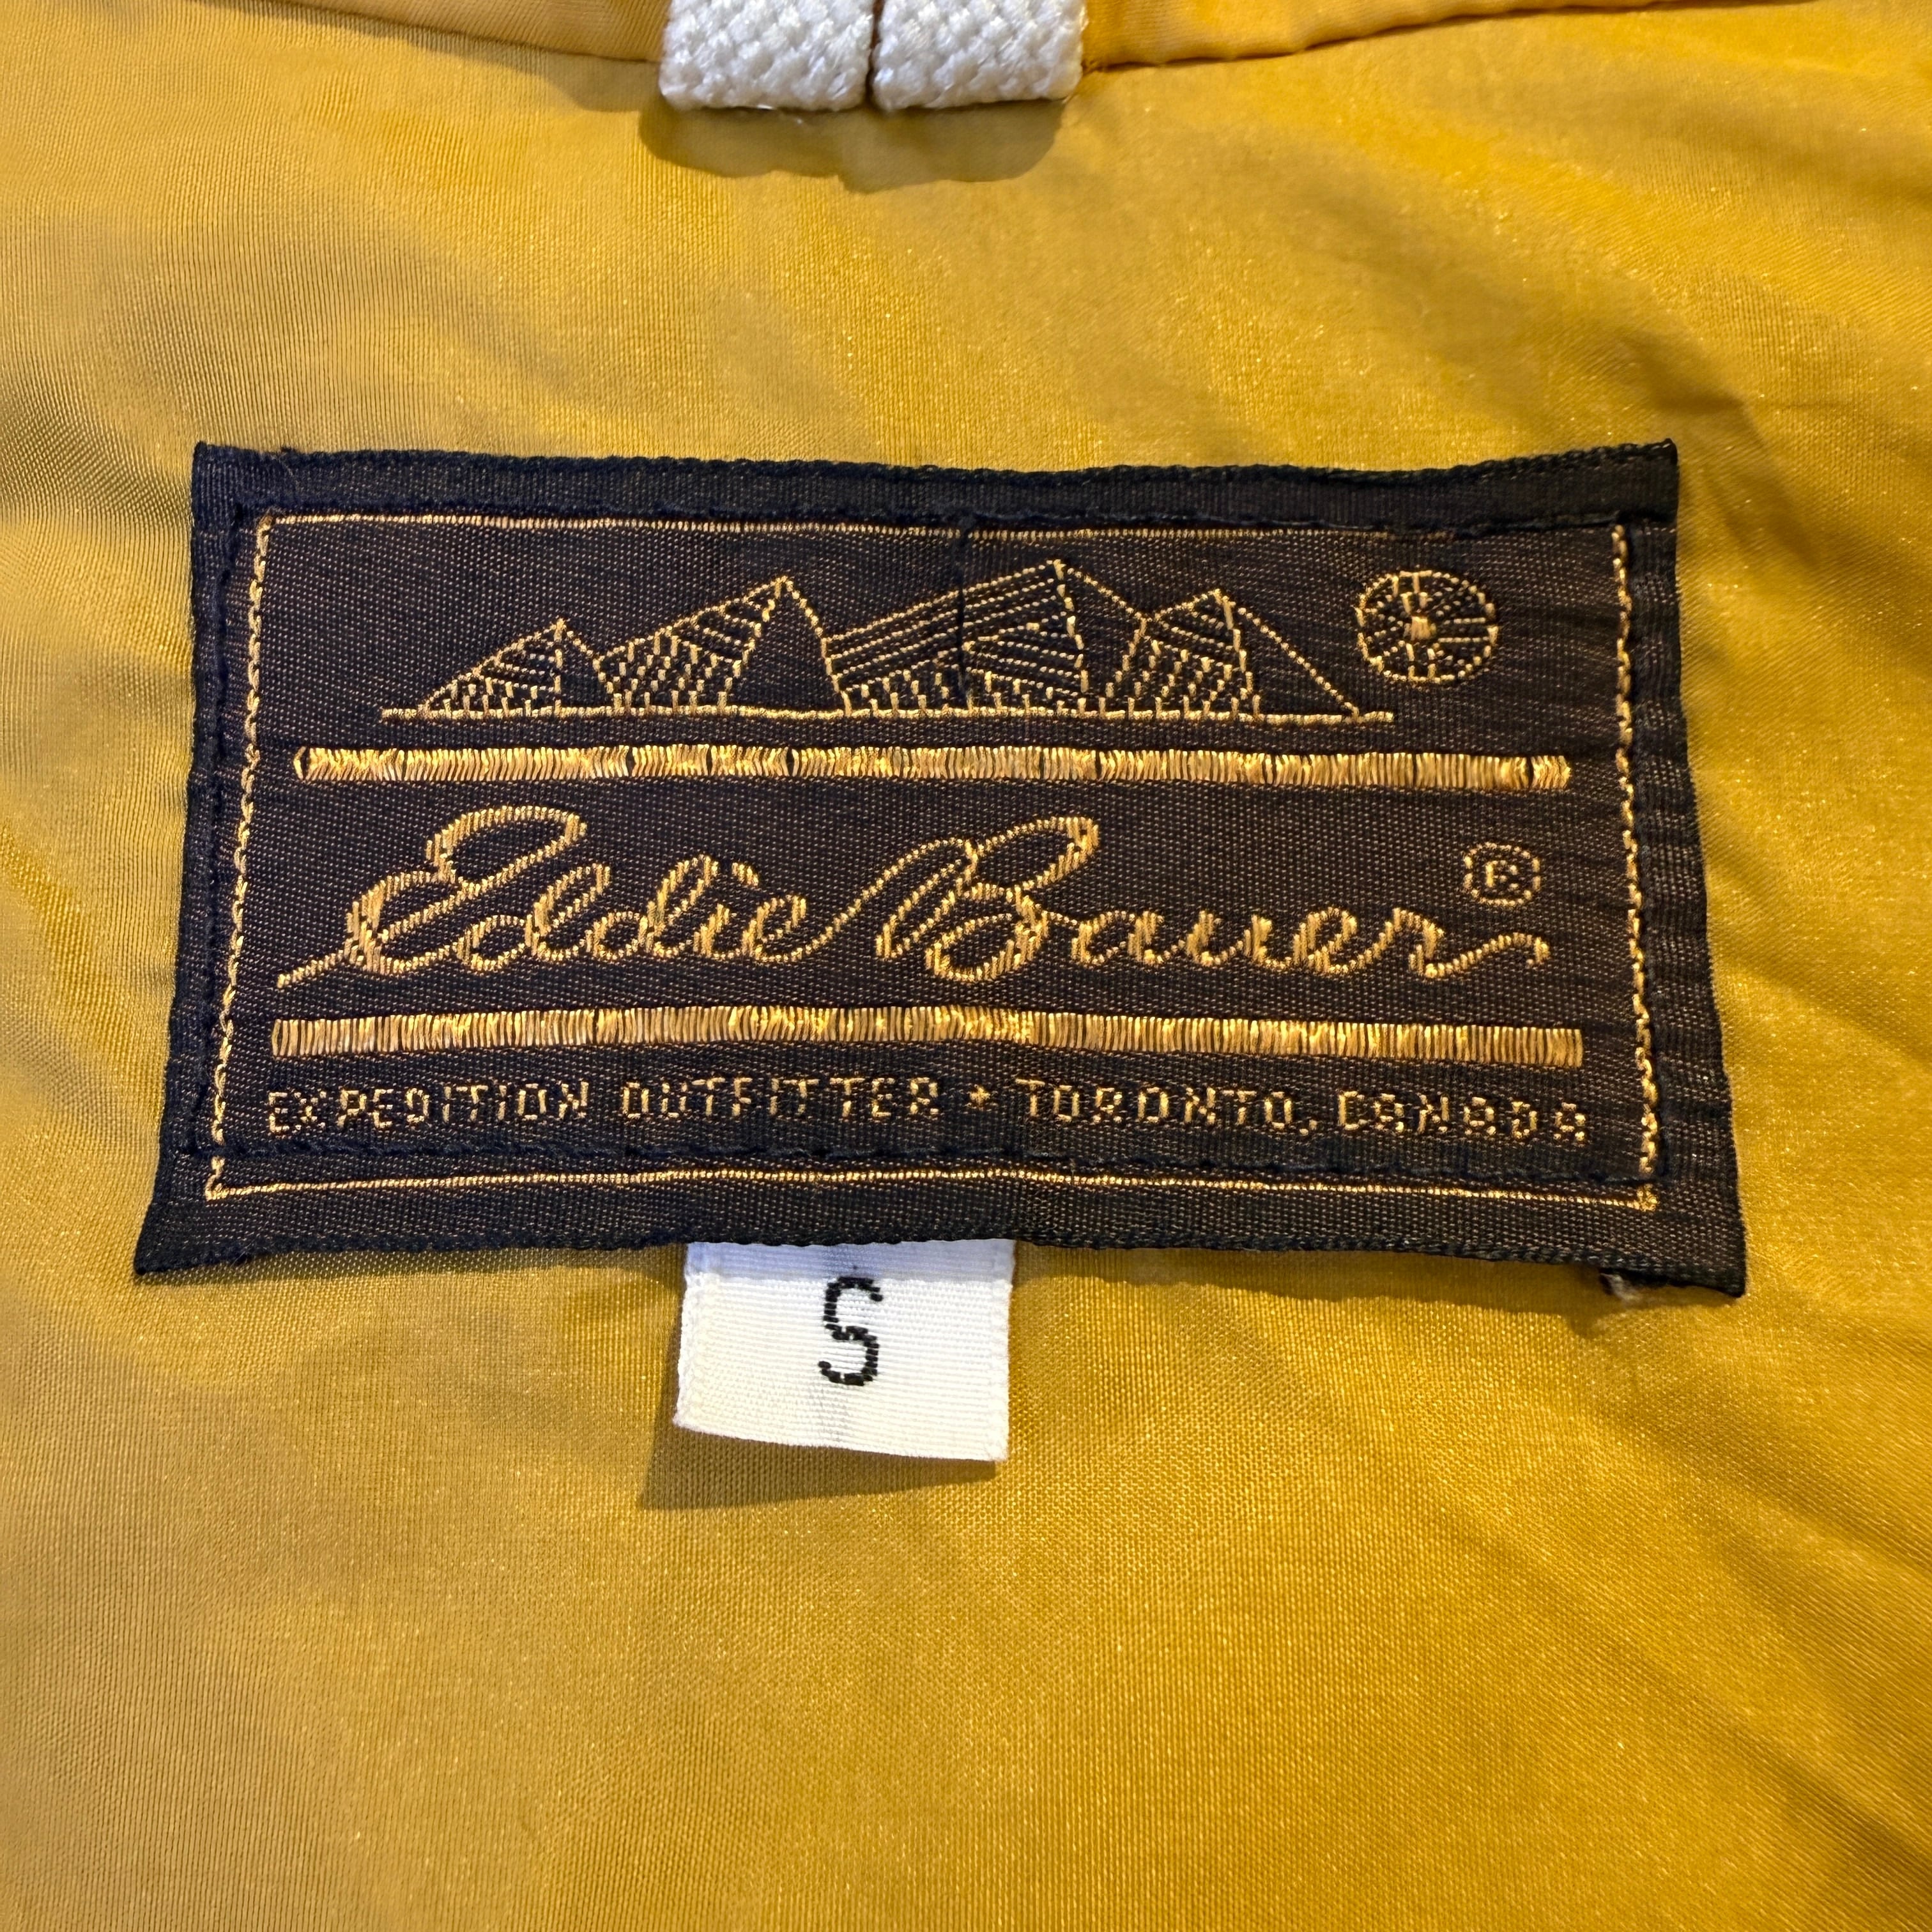 Eddie Bauer ®
EXPEDITION OUTFITTER + TORONTO, CANADA
S